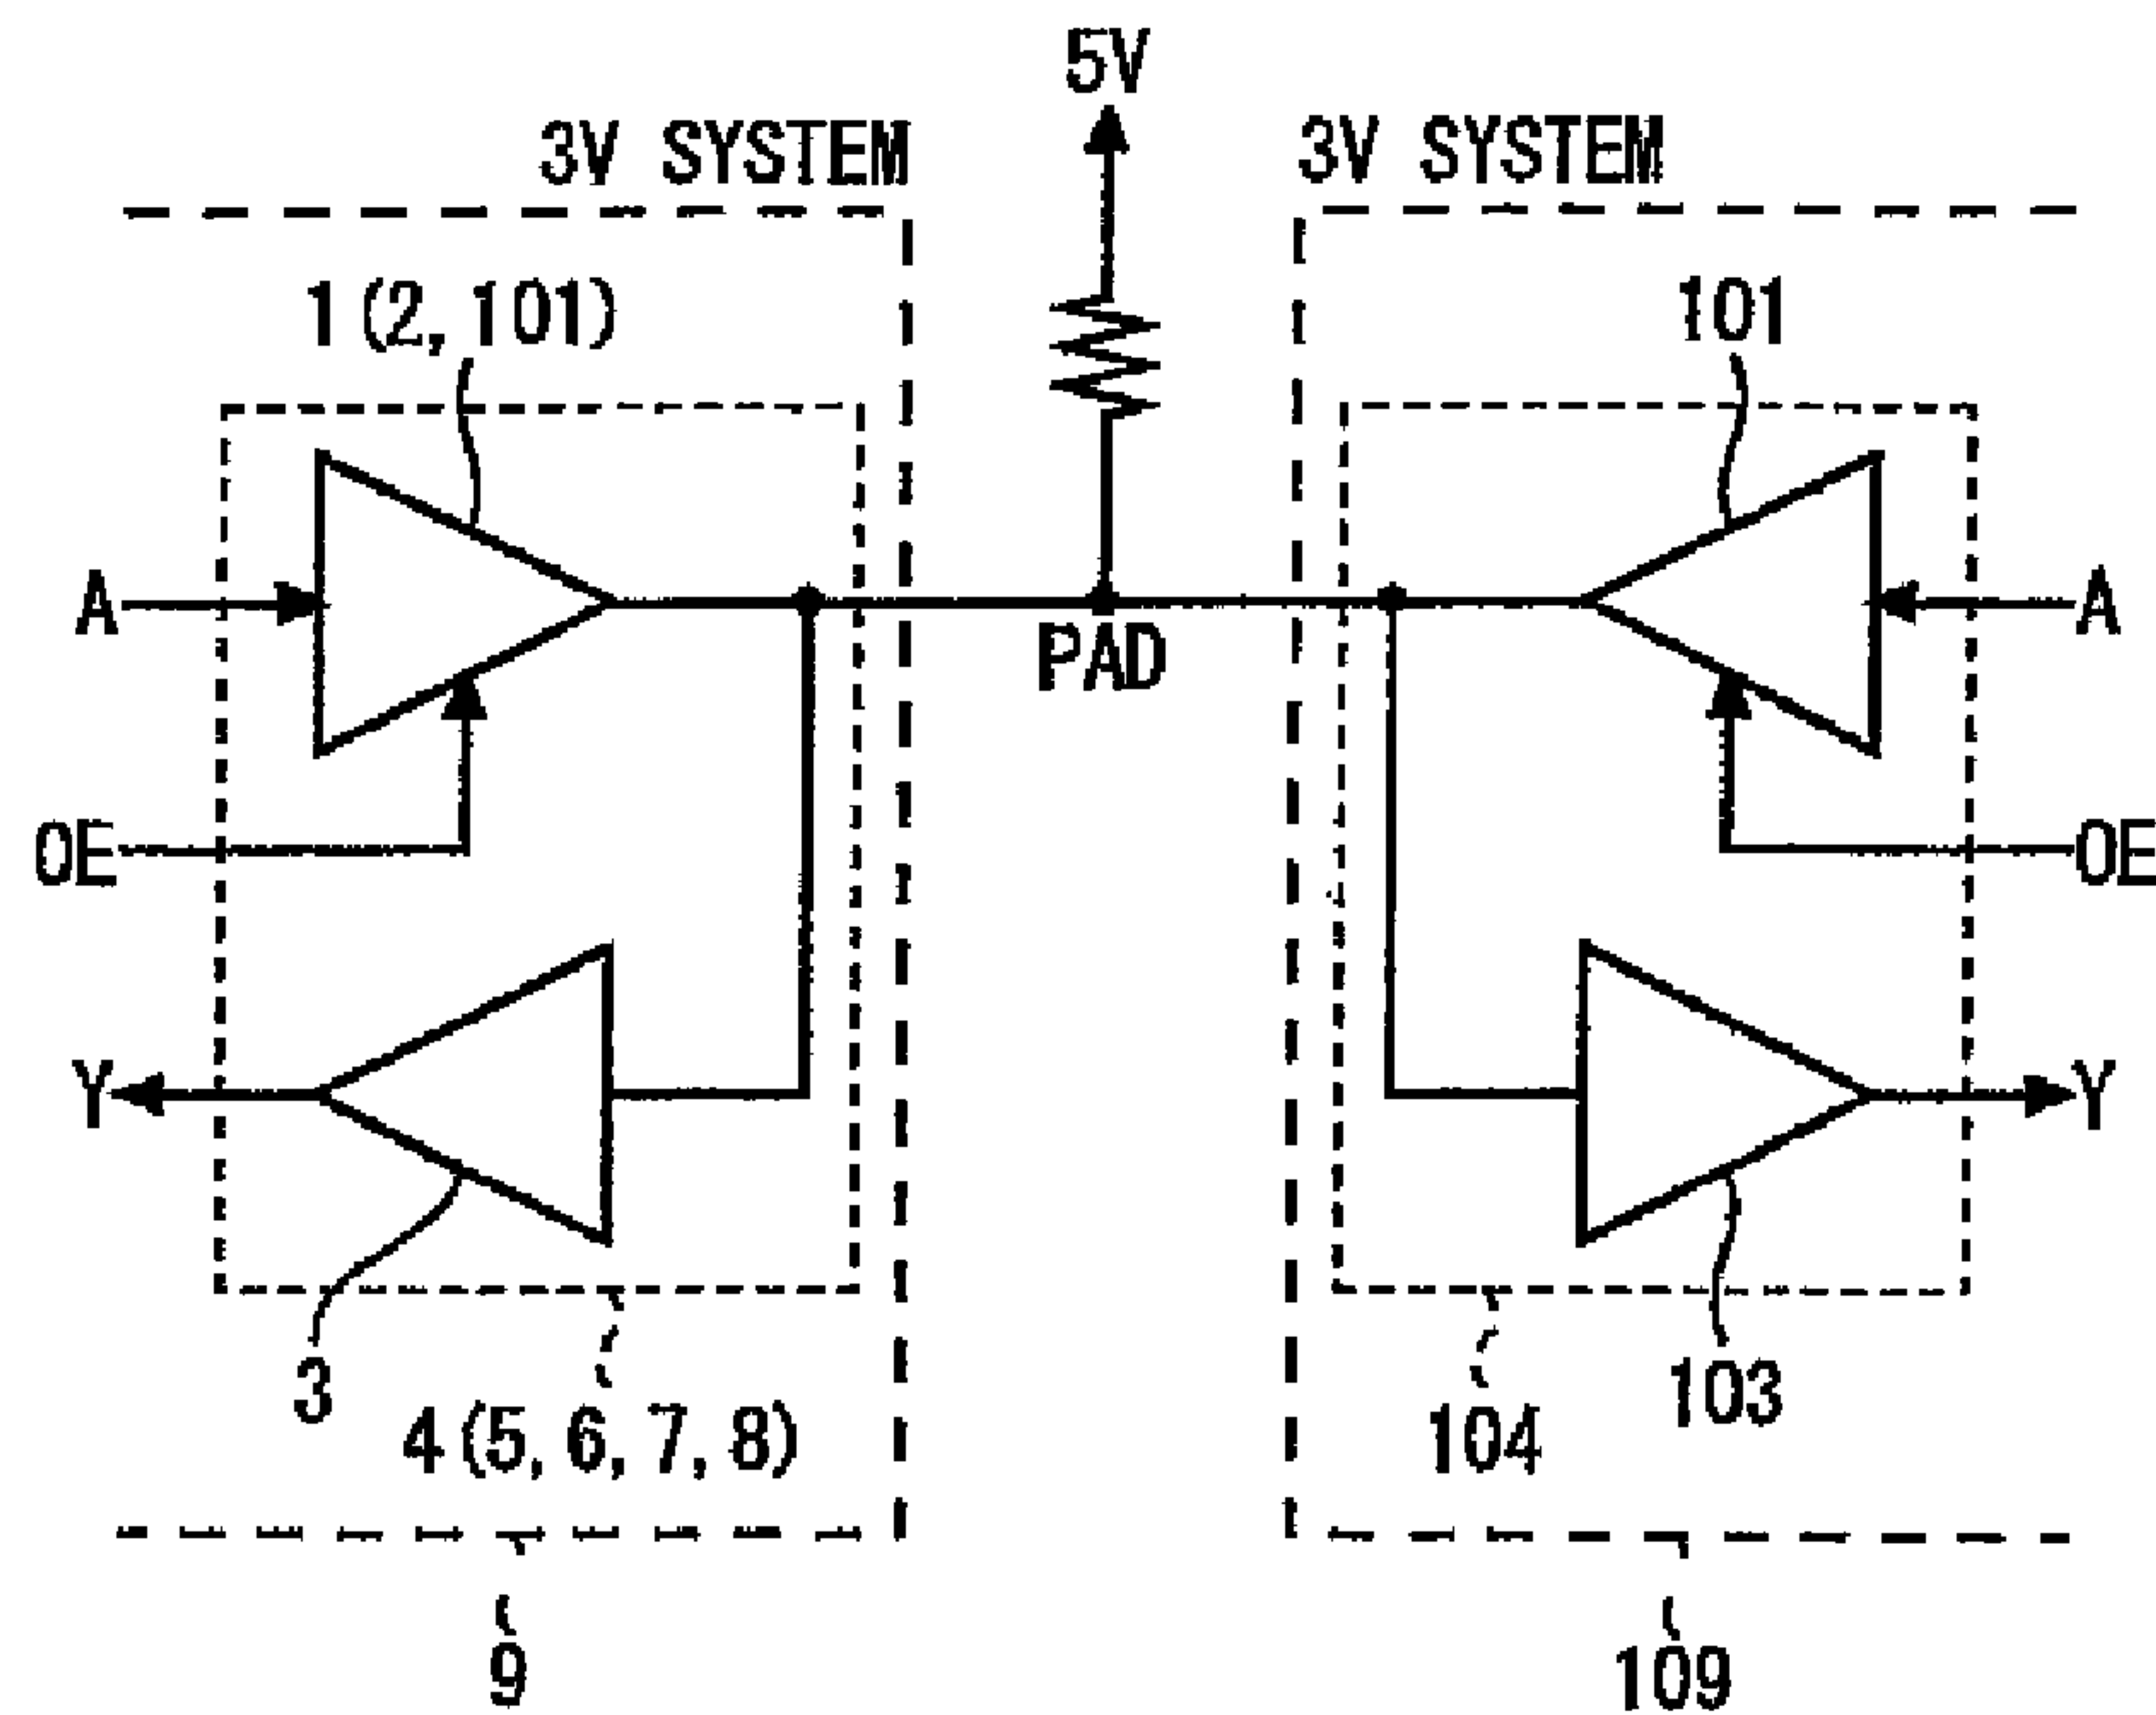 5V
3V SYSTEM
3V SYSTEM
1(2,101)
101
A
A
PAD
OE
OE
Y
Y
3
103
4(5,6,7,8)
104
9
109